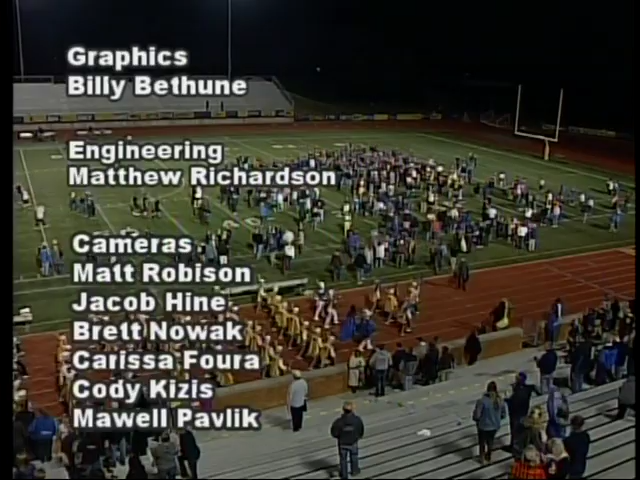 Graphics
Billy Bethune
Engineering
Matthew Richardson
Cameras
Matt Robison
Jacob Hine
Brett Nowak
Carissa Foura
Cody Kizis
Mawell Pavlik